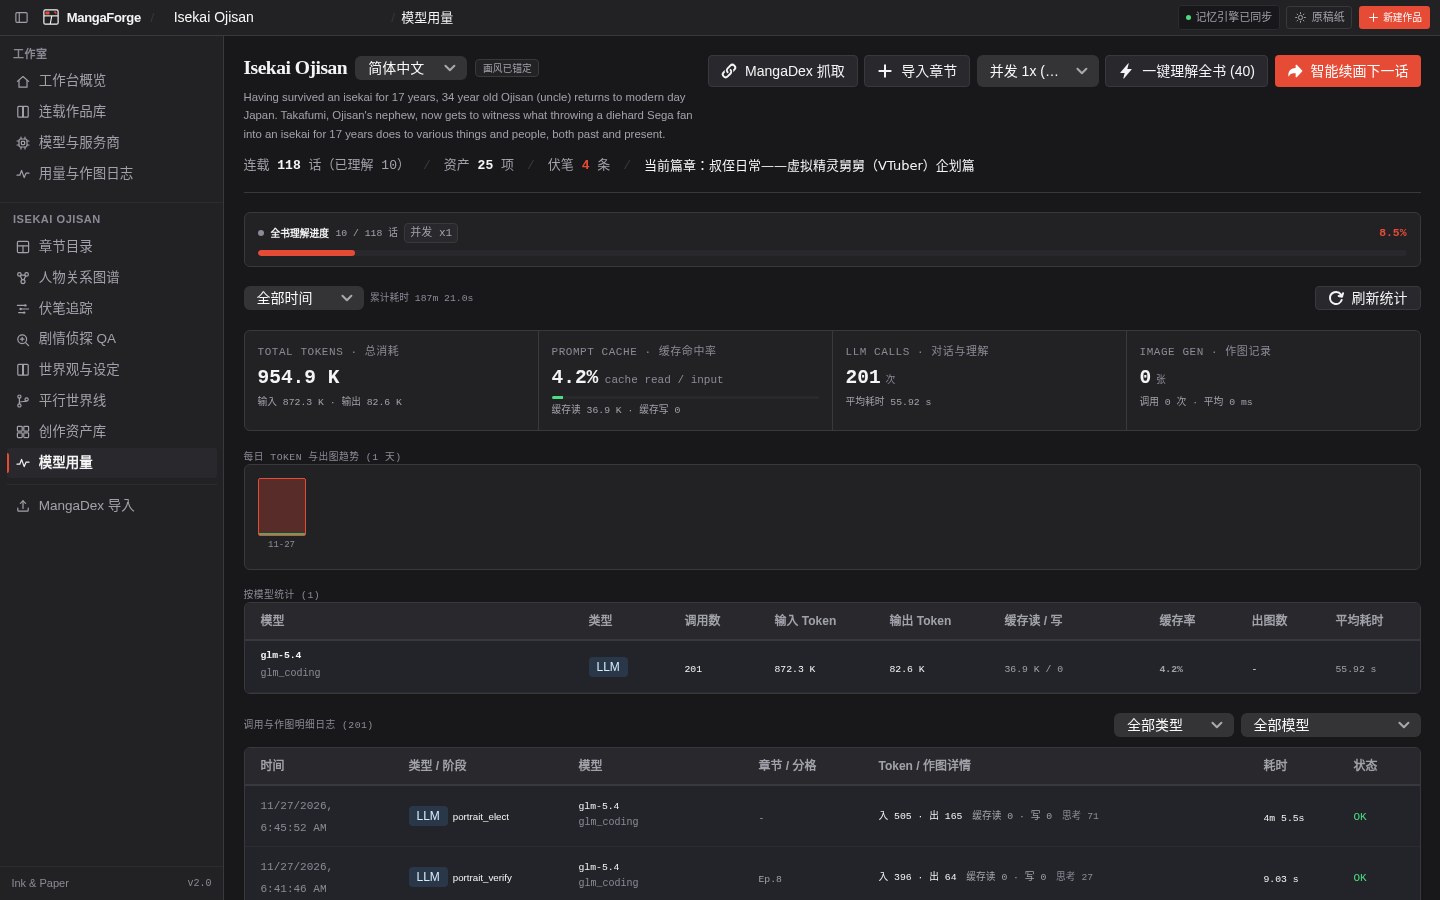 MangaForge / Isekai Ojisan / 模型用量
记忆引擎已同步
原稿纸
新建作品
工作室
工作台概览
连载作品库
模型与服务商
用量与作图日志
ISEKAI OJISAN
章节目录
人物关系图谱
伏笔追踪
剧情侦探 QA
世界观与设定
平行世界线
创作资产库
模型用量
MangaDex 导入
Ink & Paper
v2.0
Isekai Ojisan
简体中文
画风已锚定
MangaDex 抓取
导入章节
并发 1x (…
一键理解全书 (40)
智能续画下一话
Having survived an isekai for 17 years, 34 year old Ojisan (uncle) returns to modern day
Japan. Takafumi, Ojisan's nephew, now gets to witness what throwing a diehard Sega fan
into an isekai for 17 years does to various things and people, both past and present.
连载 118 话（已理解 10） / 资产 25 项 / 伏笔 4 条 / 当前篇章：叔侄日常——虚拟精灵舅舅（VTuber）企划篇
全书理解进度 10 / 118 话 并发 x1
8.5%
全部时间
累计耗时 187m 21.0s
刷新统计
TOTAL TOKENS · 总消耗
954.9 K
输入 872.3 K · 输出 82.6 K
PROMPT CACHE · 缓存命中率
4.2% cache read / input
缓存读 36.9 K · 缓存写 0
LLM CALLS · 对话与理解
201 次
平均耗时 55.92 s
IMAGE GEN · 作图记录
0 张
调用 0 次 · 平均 0 ms
每日 TOKEN 与出图趋势 (1 天)
11-27
按模型统计 (1)
模型 类型 调用数 输入 Token 输出 Token 缓存读 / 写 缓存率 出图数 平均耗时
glm-5.4
glm_coding
LLM 201 872.3 K 82.6 K 36.9 K / 0 4.2% - 55.92 s
调用与作图明细日志 (201)
全部类型
全部模型
时间 类型 / 阶段 模型 章节 / 分格 Token / 作图详情 耗时 状态
11/27/2026,
6:45:52 AM
LLM portrait_elect
glm-5.4
glm_coding
-
入 505 · 出 165 缓存读 0 · 写 0 思考 71
4m 5.5s
OK
11/27/2026,
6:41:46 AM
LLM portrait_verify
glm-5.4
glm_coding
Ep.8
入 396 · 出 64 缓存读 0 · 写 0 思考 27
9.03 s
OK